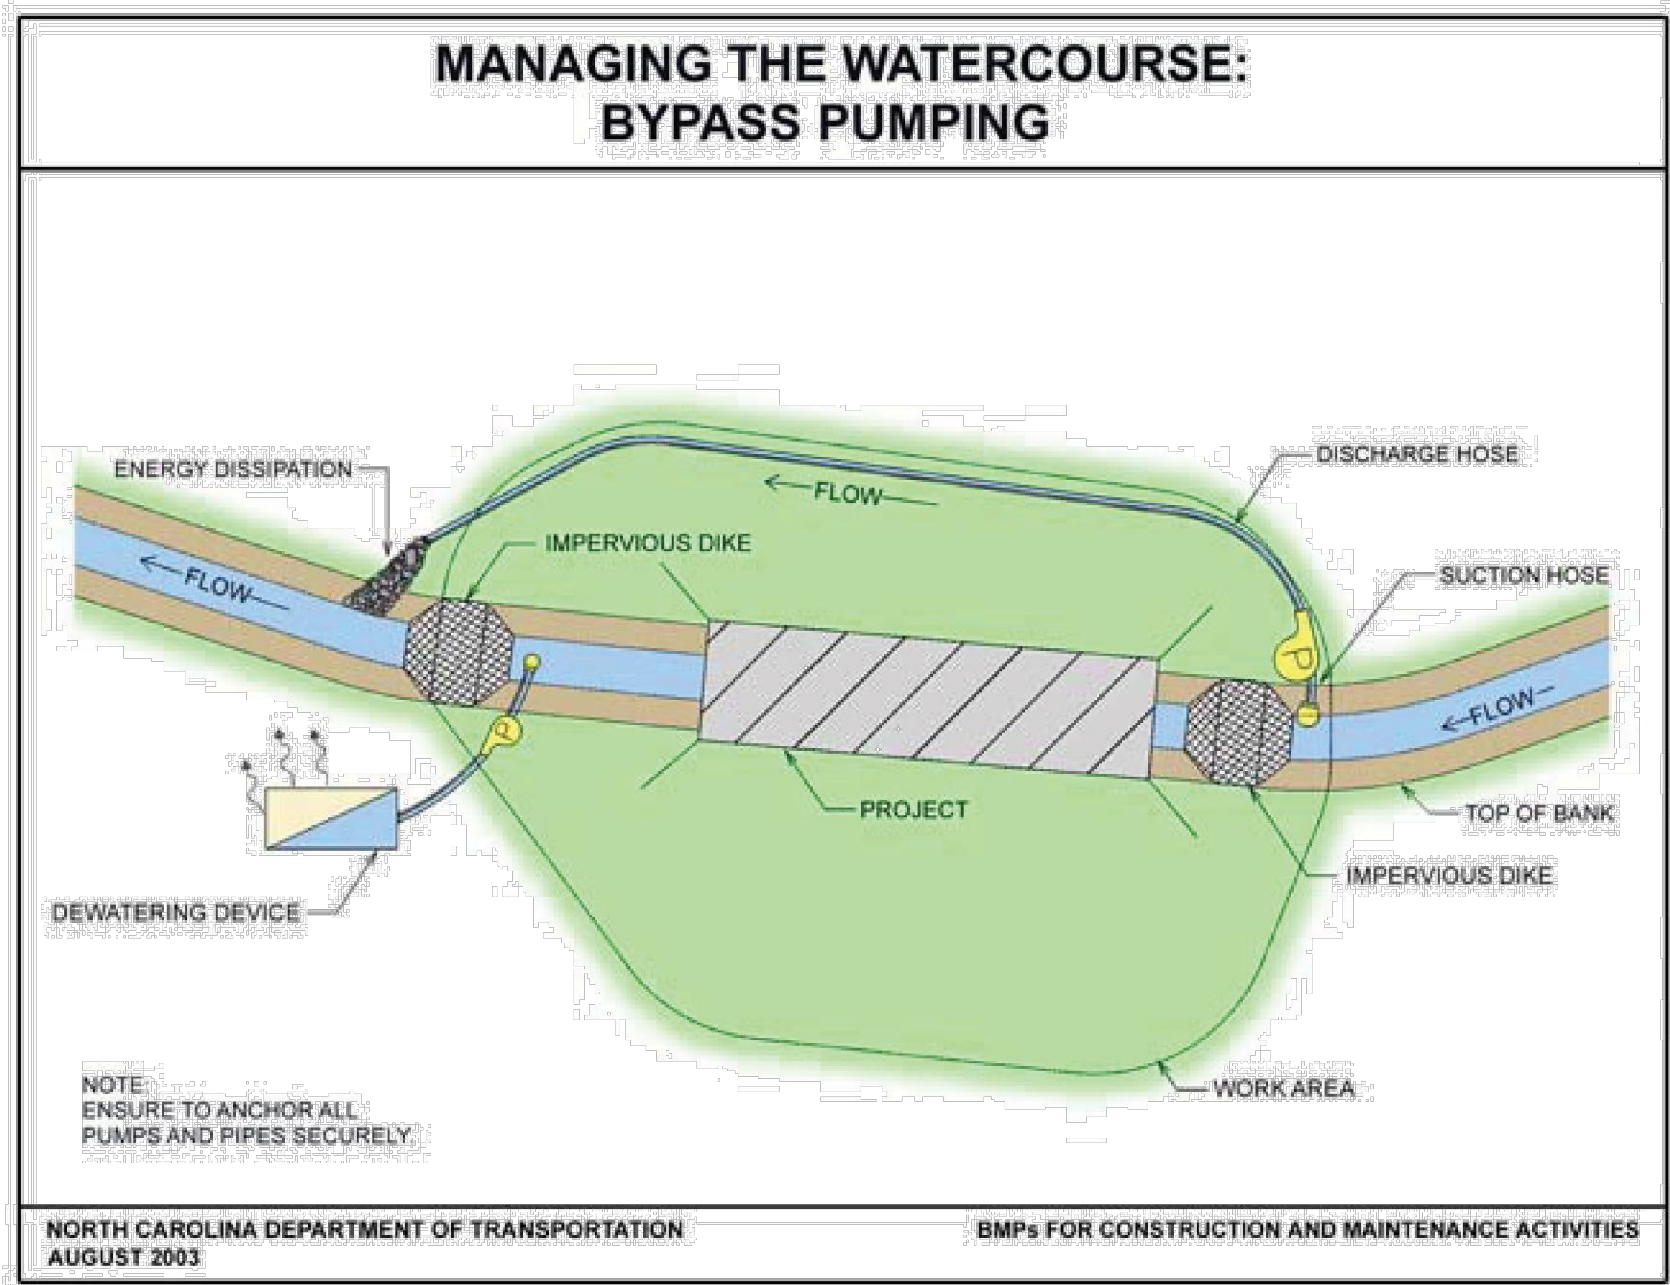 MANAGING THE WATERCOURSE:
BYPASS PUMPING
ENERGY DISSIPATION
DISCHARGE HOSE
FLOW
IMPERVIOUS DIKE
SUCTION HOSE
FLOW
P
FLOW
P
PROJECT
TOP OF BANK
IMPERVIOUS DIKE
DEWATERING DEVICE
WORK AREA
NOTE:
ENSURE TO ANCHOR ALL
PUMPS AND PIPES SECURELY.
NORTH CAROLINA DEPARTMENT OF TRANSPORTATION
AUGUST 2003
BMPs FOR CONSTRUCTION AND MAINTENANCE ACTIVITIES